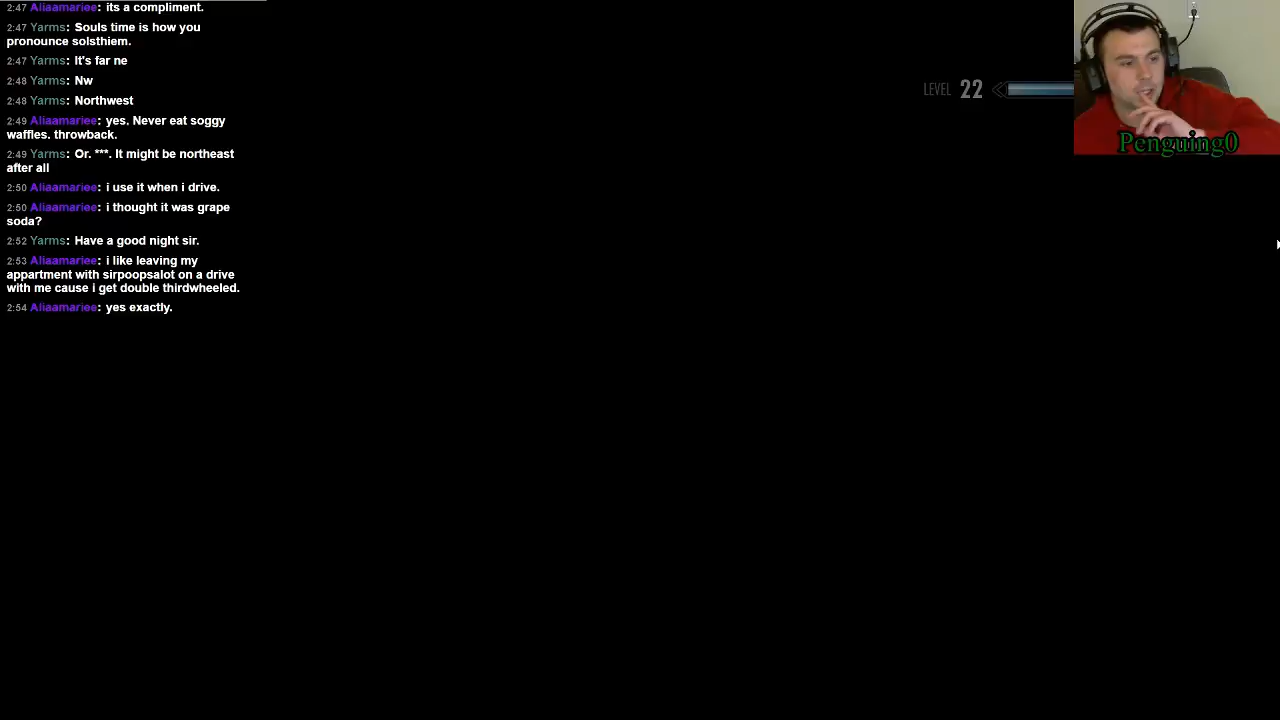 2:47 Aliaamariee: its a compliment.
2:47 Yarms: Souls time is how you
pronounce solsthiem.
2:47 Yarms: It's far ne
2:48 Yarms: Nw
2:48 Yarms: Northwest
2:49 Aliaamariee: yes. Never eat soggy
waffles. throwback.
2:49 Yarms: Or. ***. It might be northeast
after all
2:50 Aliaamariee: i use it when i drive.
2:50 Aliaamariee: i thought it was grape
soda?
2:52 Yarms: Have a good night sir.
2:53 Aliaamariee: i like leaving my
appartment with sirpoopsalot on a drive
with me cause i get double thirdwheeled.
2:54 Aliaamariee: yes exactly.
LEVEL 22
Penguing0